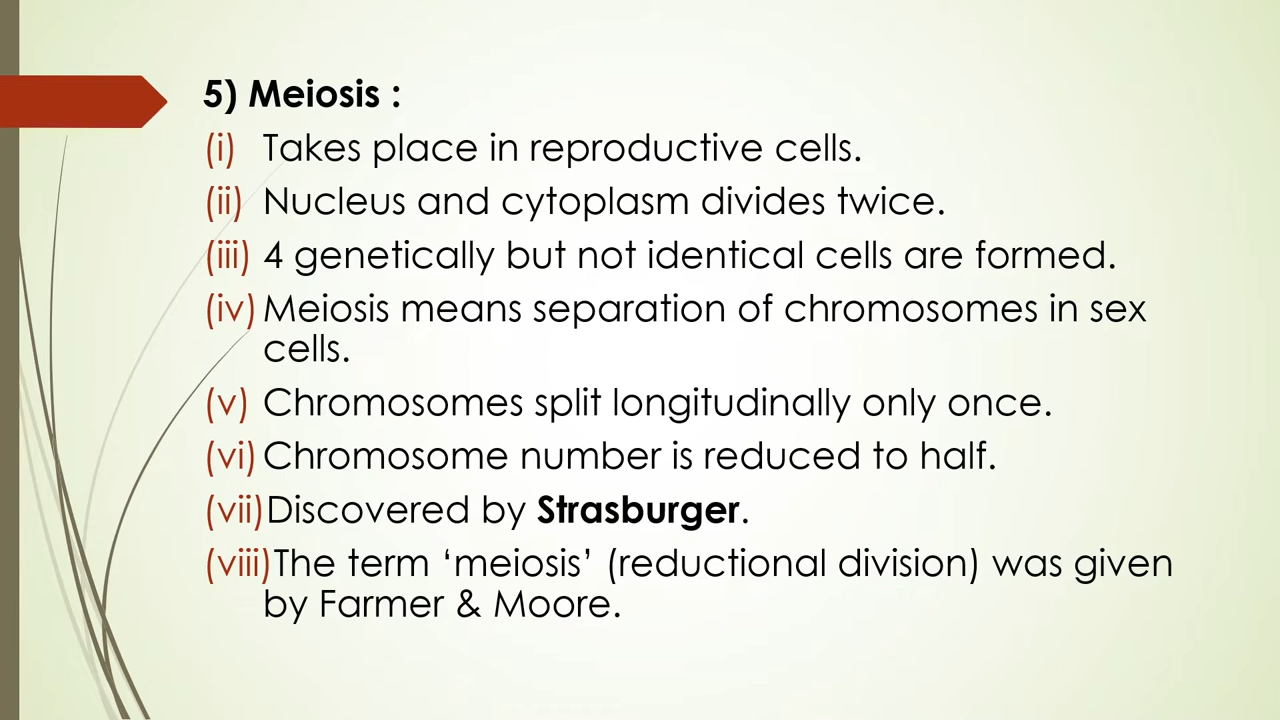 5) Meiosis :
(i) Takes place in reproductive cells.
(ii) Nucleus and cytoplasm divides twice.
(iii) 4 genetically but not identical cells are formed.
(iv) Meiosis means separation of chromosomes in sex
cells.
(v) Chromosomes split longitudinally only once.
(vi) Chromosome number is reduced to half.
(vii)Discovered by Strasburger.
(viii)The term ‘meiosis’ (reductional division) was given
by Farmer & Moore.